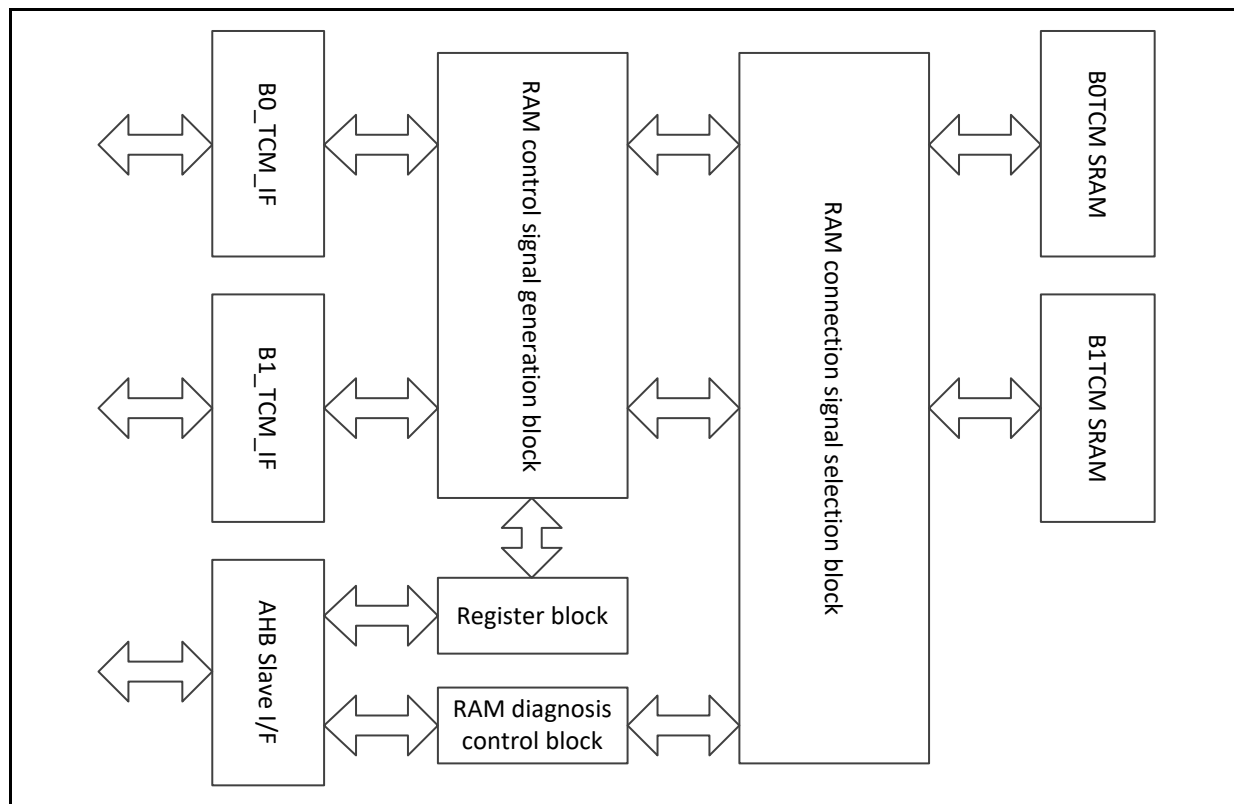 B0_TCM_IF
RAM control signal generation block
RAM connection signal selection block
B0TCM SRAM
B1_TCM_IF
B1TCM SRAM
AHB Slave I/F
Register block
RAM diagnosis
control block